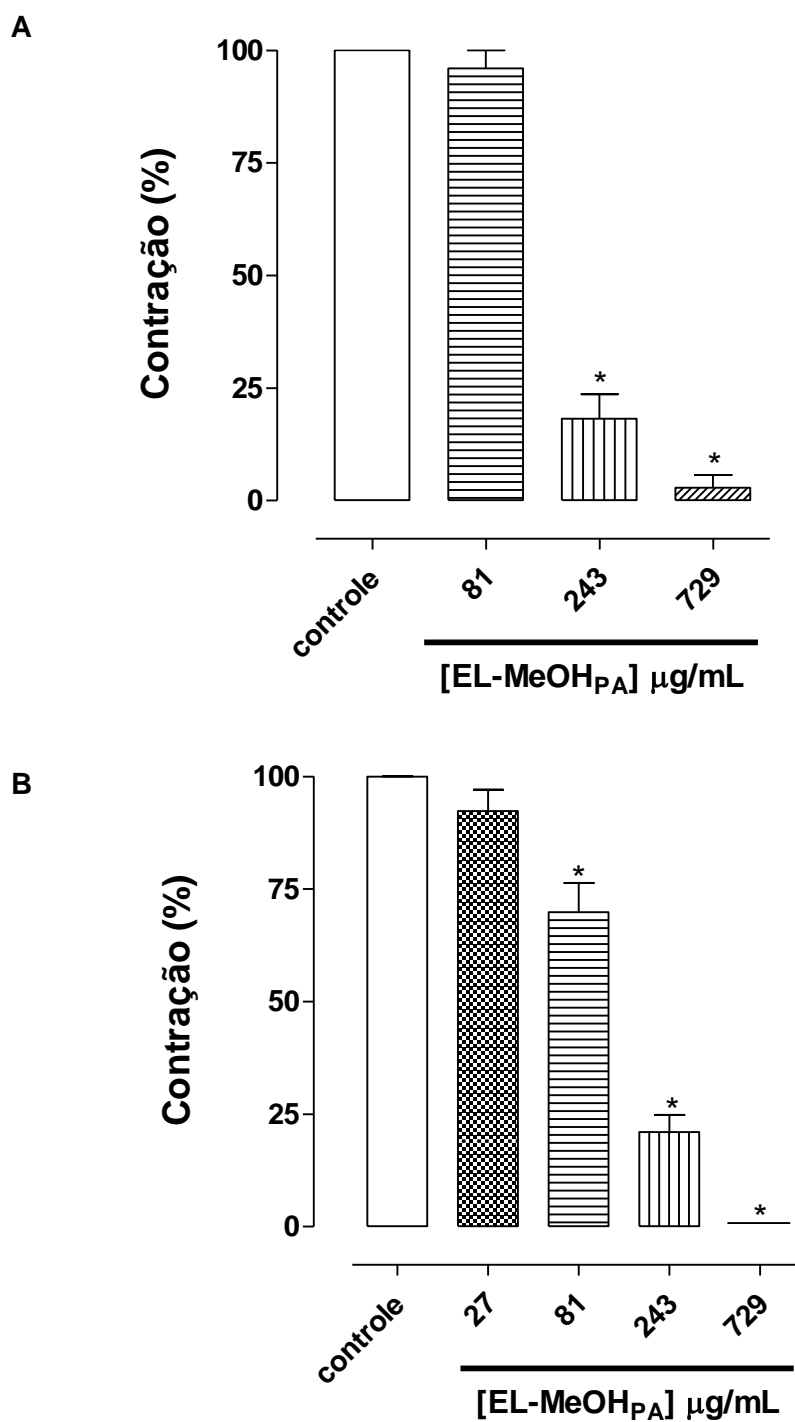 A
Contração (%)
100
75
50
25
0
*
*
controle
81
243
729
[EL-MeOHPA] μg/mL
B
Contração (%)
100
75
50
25
0
*
*
*
controle
27
81
243
729
[EL-MeOHPA] μg/mL